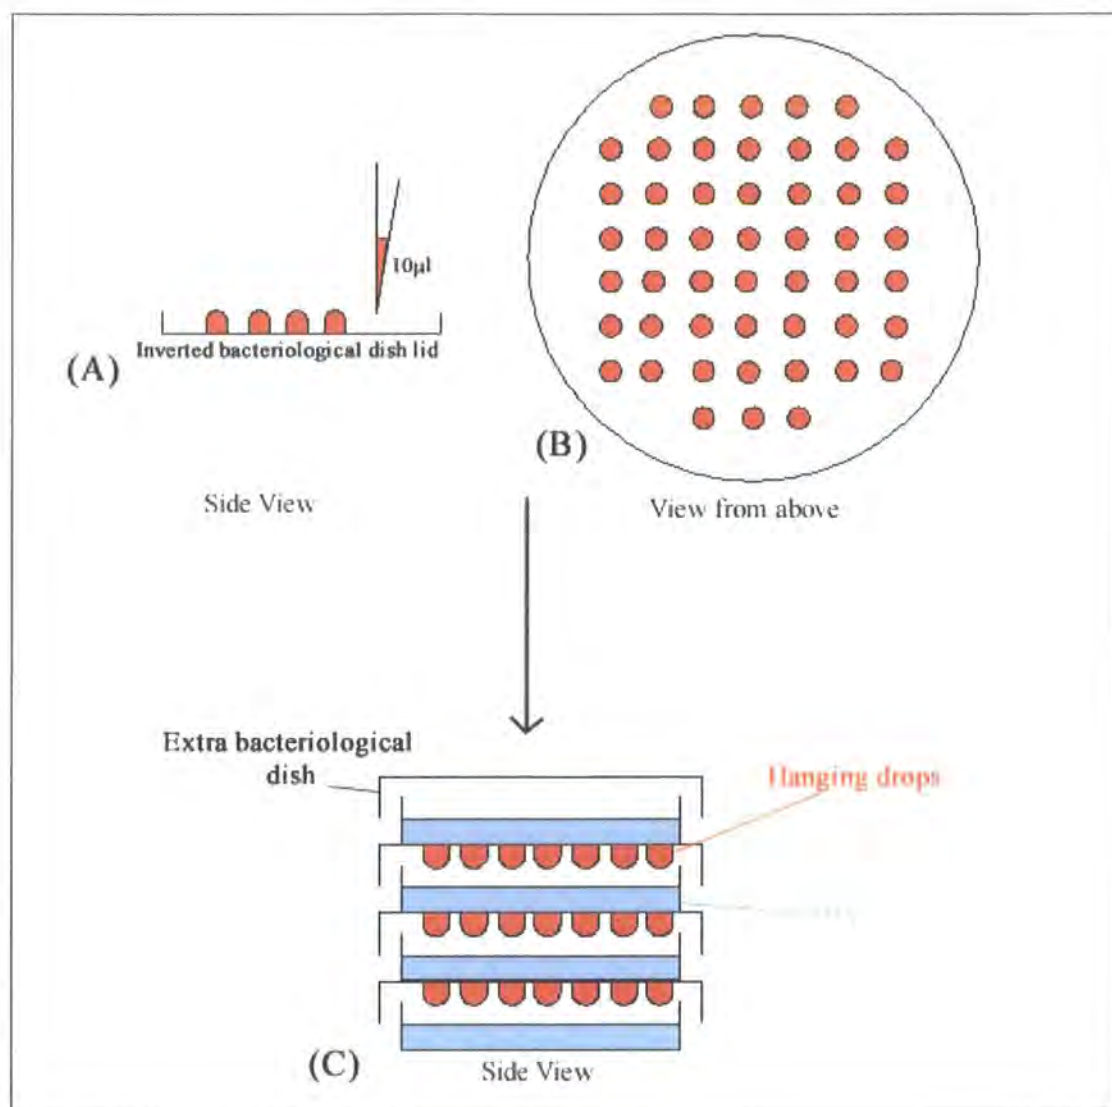 10µl
Inverted bacteriological dish lid
(A)
(B)
Side View
View from above
Extra bacteriological
dish
Hanging drops
(C)
Side View